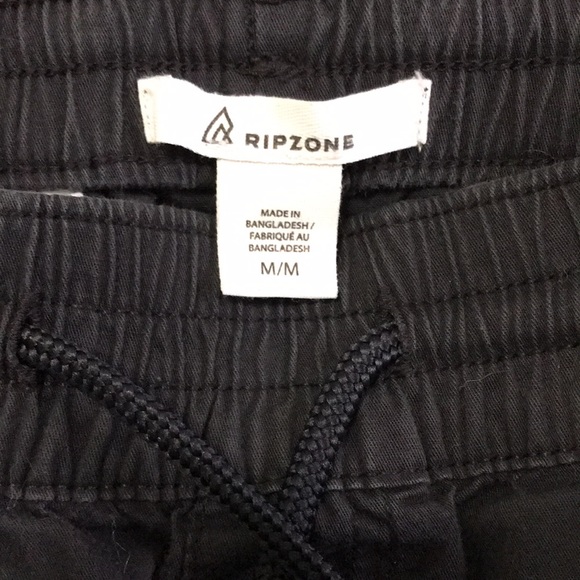 RIPZONE
MADE IN
BANGLADESH /
FABRIQUÉ AU
BANGLADESH
M/M